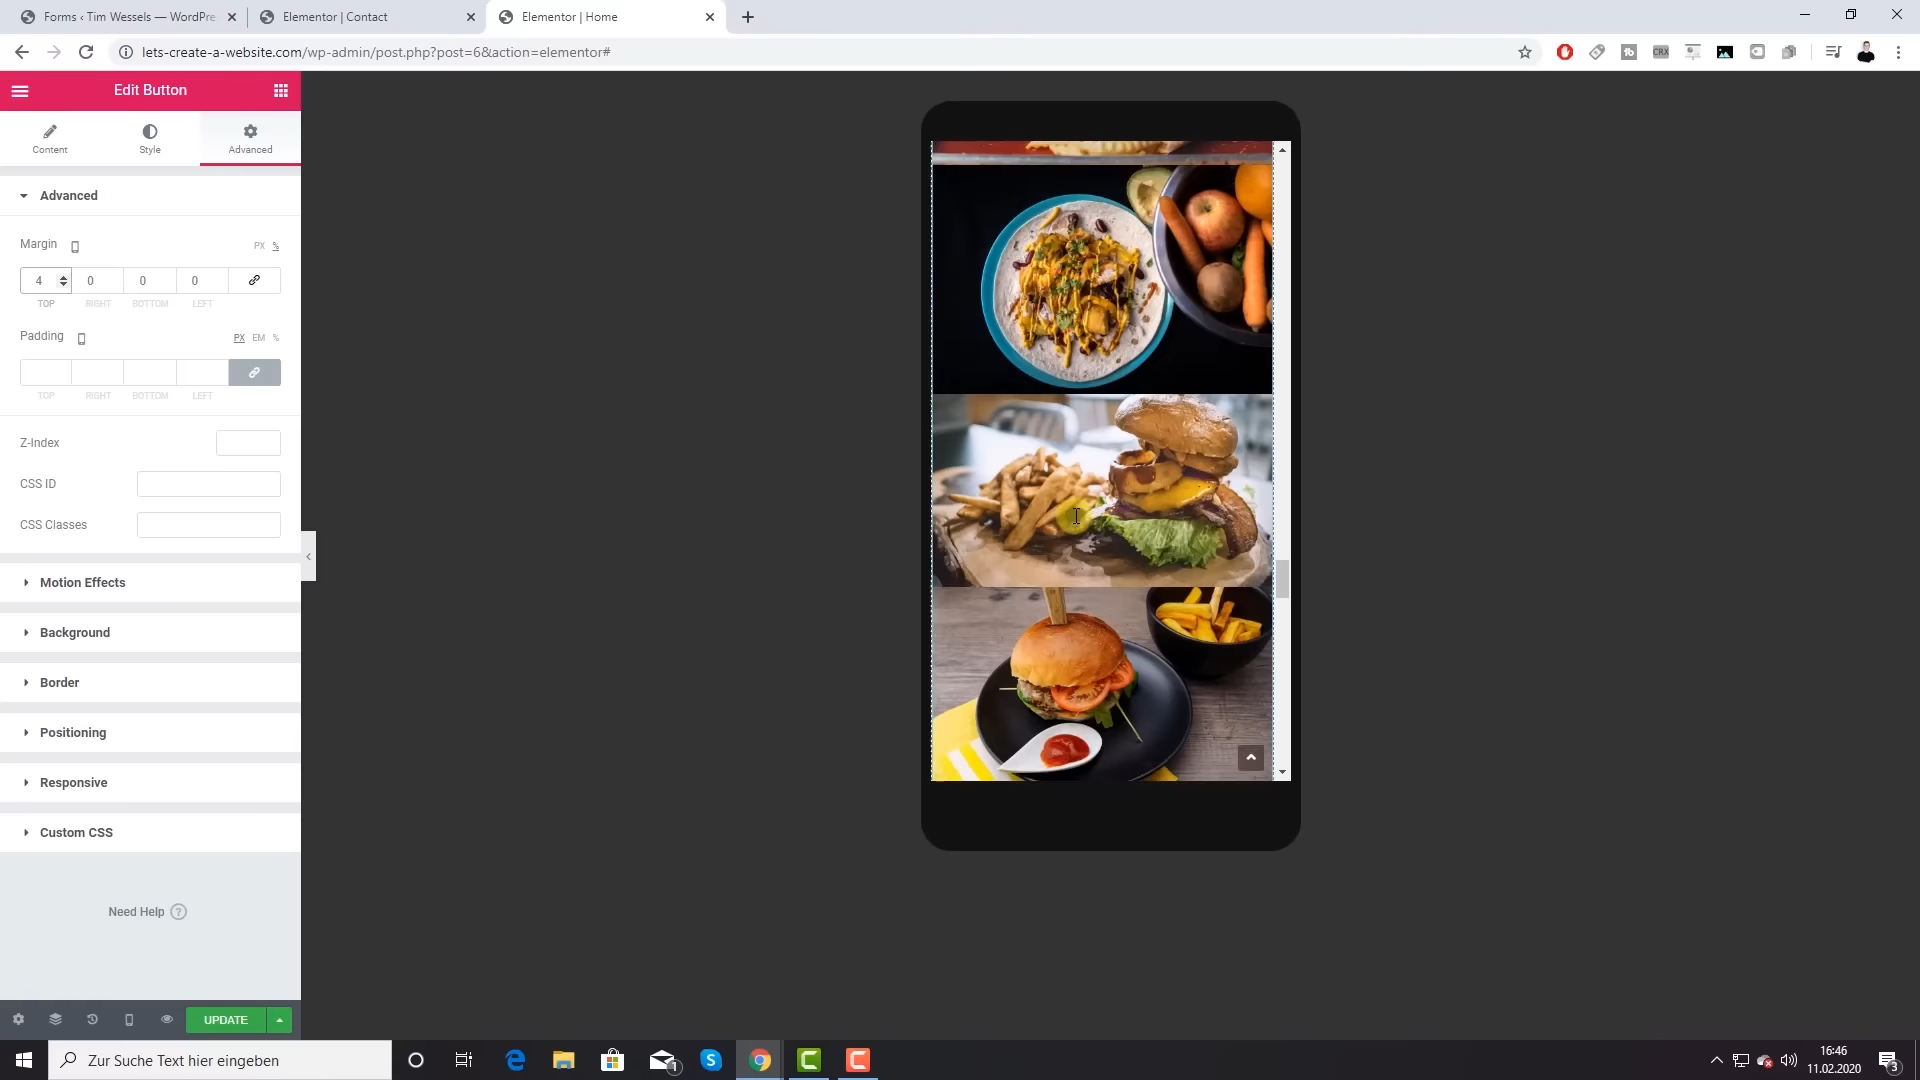 Forms ‹ Tim Wessels — WordPre
Elementor | Contact
Elementor | Home
lets-create-a-website.com/wp-admin/post.php?post=6&action=elementor#
CRX
Edit Button
Content
Style
Advanced
Advanced
Margin
PX %
4 0 0 0
TOP RIGHT BOTTOM LEFT
Padding
PX EM %
TOP RIGHT BOTTOM LEFT
Z-Index
CSS ID
CSS Classes
Motion Effects
Background
Border
Positioning
Responsive
Custom CSS
Need Help ?
UPDATE
Zur Suche Text hier eingeben
1
16:46
11.02.2020
3